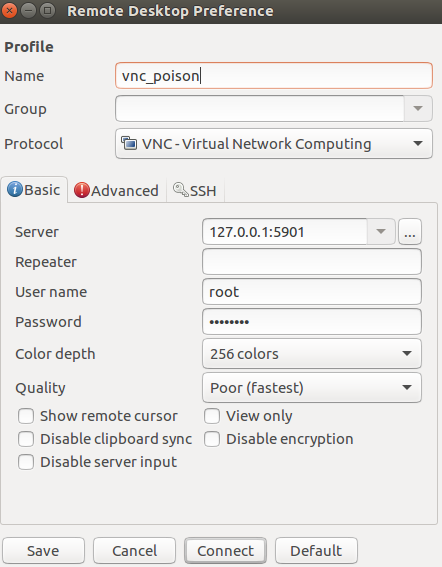 Remote Desktop Preference
Profile
Name vnc_poison
Group
Protocol VNC - Virtual Network Computing
Basic Advanced SSH
Server 127.0.0.1:5901 ...
Repeater
User name root
Password ••••••••
Color depth 256 colors
Quality Poor (fastest)
Show remote cursor View only
Disable clipboard sync Disable encryption
Disable server input
Save Cancel Connect Default